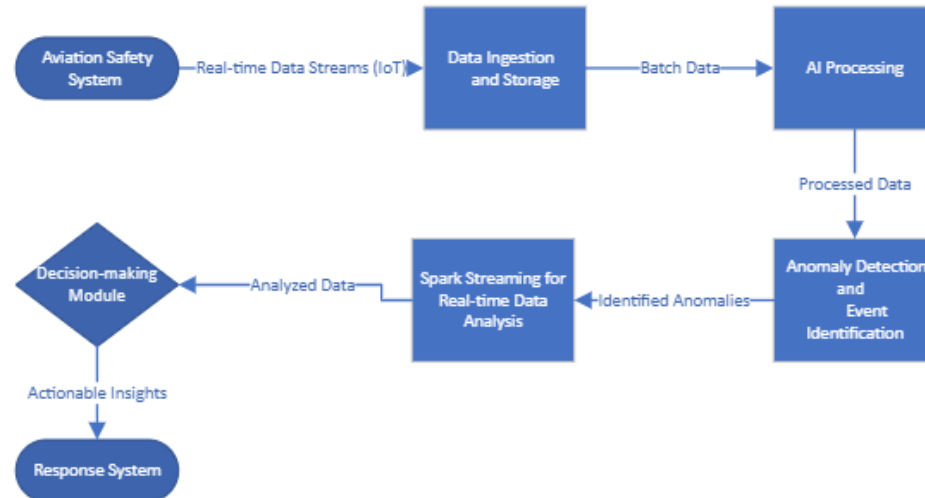 Aviation Safety
System
Real-time Data Streams (IoT)
Data Ingestion
and Storage
Batch Data
AI Processing
Processed Data
Anomaly Detection
and
Event
Identification
Identified Anomalies
Spark Streaming for
Real-time Data
Analysis
Analyzed Data
Decision-making
Module
Actionable Insights
Response System